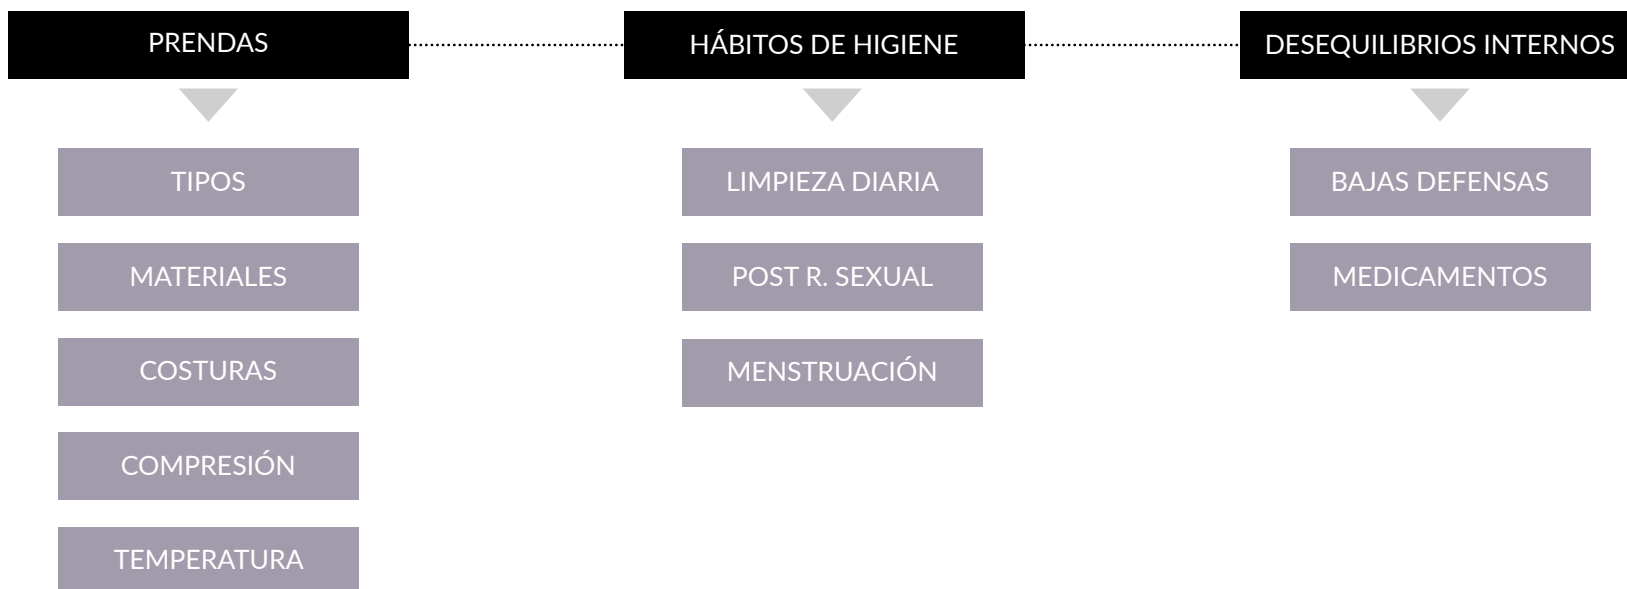 PRENDAS
TIPOS
MATERIALES
COSTURAS
COMPRESIÓN
TEMPERATURA
HÁBITOS DE HIGIENE
LIMPIEZA DIARIA
POST R. SEXUAL
MENSTRUACIÓN
DESEQUILIBRIOS INTERNOS
BAJAS DEFENSAS
MEDICAMENTOS